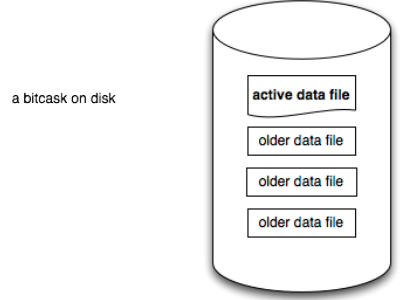 a bitcask on disk
active data file
older data file
older data file
older data file